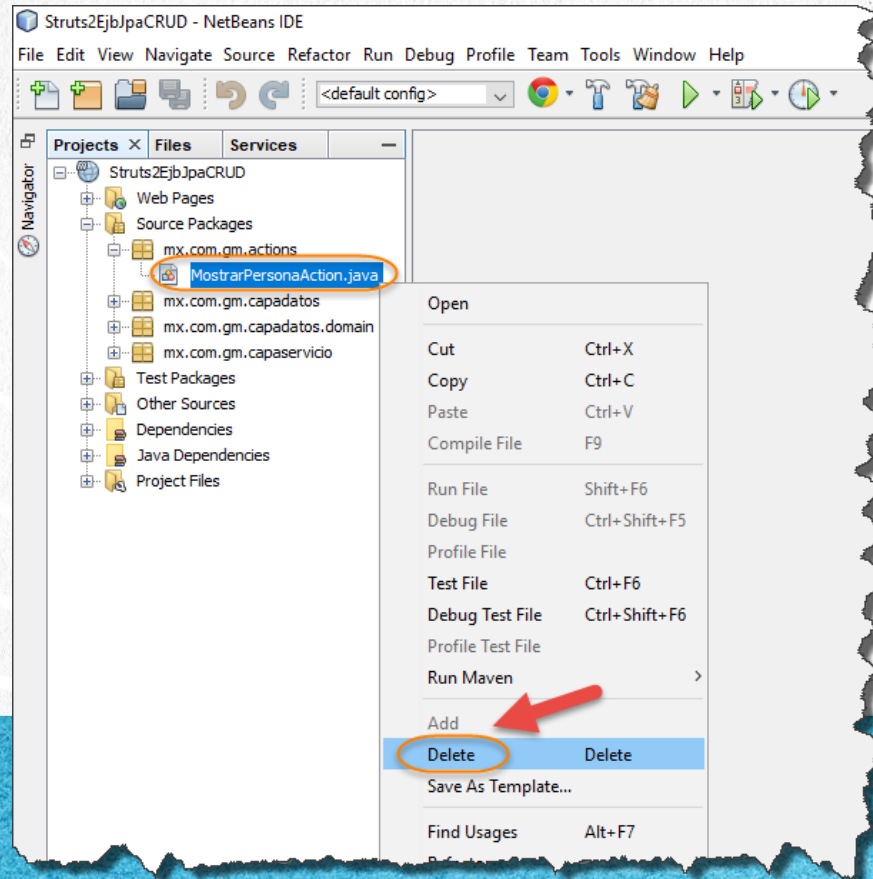 Struts2EjbJpaCRUD - NetBeans IDE
File Edit View Navigate Source Refactor Run Debug Profile Team Tools Window Help
<default config>
Projects Files Services
Navigator
Struts2EjbJpaCRUD
Web Pages
Source Packages
mx.com.gm.actions
MostrarPersonaAction.java
mx.com.gm.capadatos
mx.com.gm.capadatos.domain
mx.com.gm.capaservicio
Test Packages
Other Sources
Dependencies
Java Dependencies
Project Files
Open
Cut Ctrl+X
Copy Ctrl+C
Paste Ctrl+V
Compile File F9
Run File Shift+F6
Debug File Ctrl+Shift+F5
Profile File
Test File Ctrl+F6
Debug Test File Ctrl+Shift+F6
Profile Test File
Run Maven
Add
Delete Delete
Save As Template...
Find Usages Alt+F7